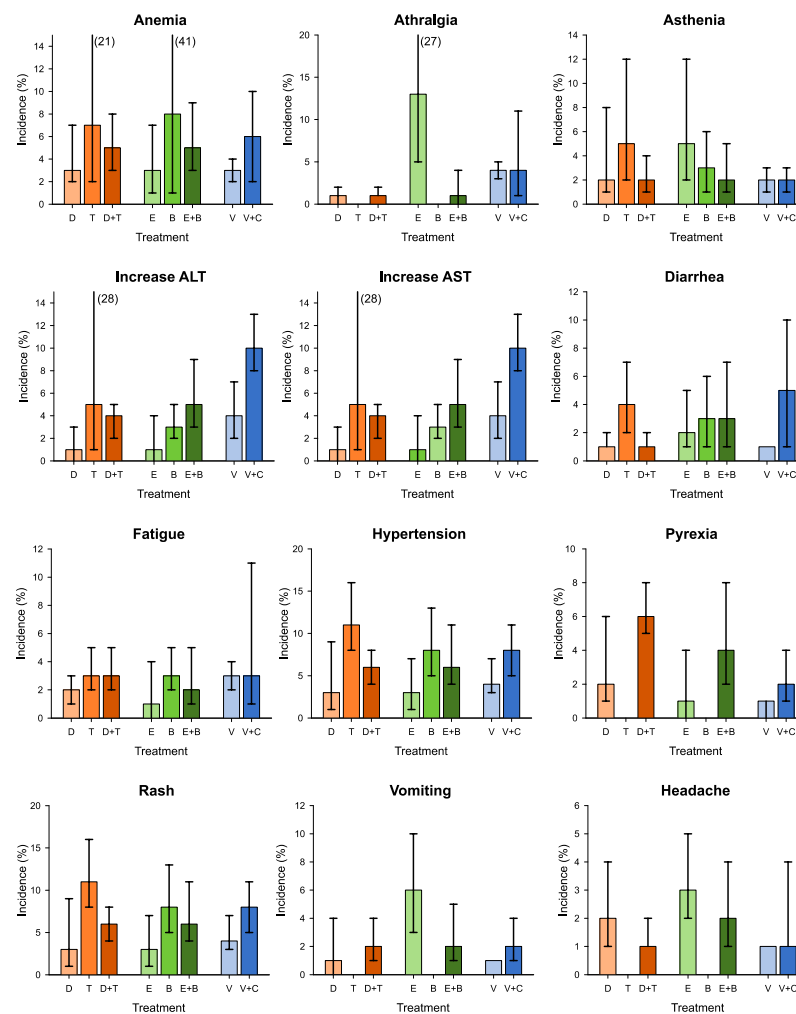 Anemia
Incidence (%)
14
12
10
8
6
4
2
0
(21)
(41)
D T D+T E B E+B V V+C
Treatment
Athralgia
Incidence (%)
20
15
10
5
0
(27)
D T D+T E B E+B V V+C
Treatment
Asthenia
Incidence (%)
14
12
10
8
6
4
2
0
D T D+T E B E+B V V+C
Treatment
Increase ALT
Incidence (%)
14
12
10
8
6
4
2
0
(28)
D T D+T E B E+B V V+C
Treatment
Increase AST
Incidence (%)
14
12
10
8
6
4
2
0
(28)
D T D+T E B E+B V V+C
Treatment
Diarrhea
Incidence (%)
12
10
8
6
4
2
0
D T D+T E B E+B V V+C
Treatment
Fatigue
Incidence (%)
12
10
8
6
4
2
0
D T D+T E B E+B V V+C
Treatment
Hypertension
Incidence (%)
20
15
10
5
0
D T D+T E B E+B V V+C
Treatment
Pyrexia
Incidence (%)
10
8
6
4
2
0
D T D+T E B E+B V V+C
Treatment
Rash
Incidence (%)
20
15
10
5
0
D T D+T E B E+B V V+C
Treatment
Vomiting
Incidence (%)
12
10
8
6
4
2
0
D T D+T E B E+B V V+C
Treatment
Headache
Incidence (%)
6
5
4
3
2
1
0
D T D+T E B E+B V V+C
Treatment